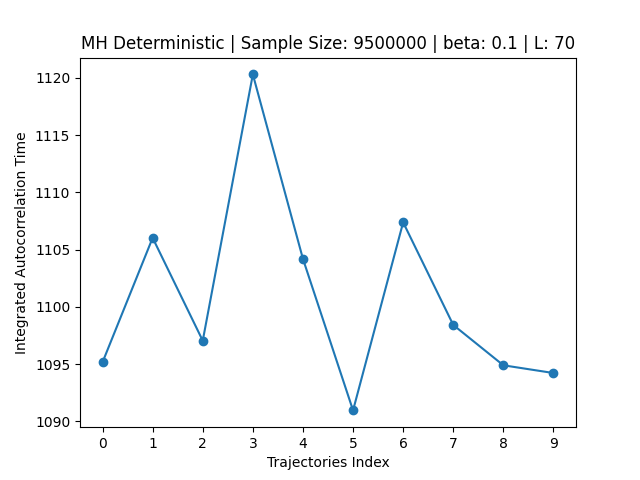 MH Deterministic | Sample Size: 9500000 | beta: 0.1 | L: 70
Integrated Autocorrelation Time
1120
1115
1110
1105
1100
1095
1090
0 1 2 3 4 5 6 7 8 9
Trajectories Index